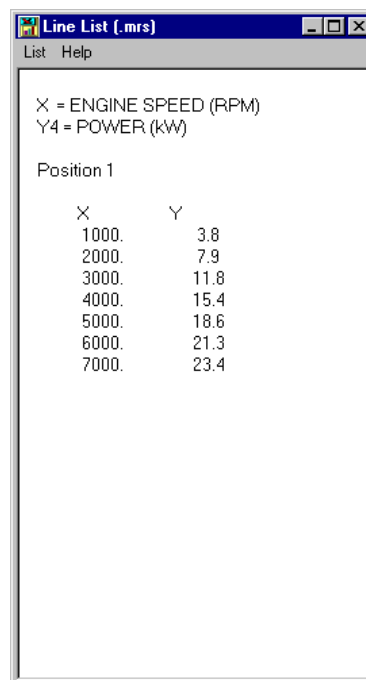 Line List (.mrs)
List Help
X = ENGINE SPEED (RPM)
Y4 = POWER (kW)
Position 1
X Y
1000. 3.8
2000. 7.9
3000. 11.8
4000. 15.4
5000. 18.6
6000. 21.3
7000. 23.4